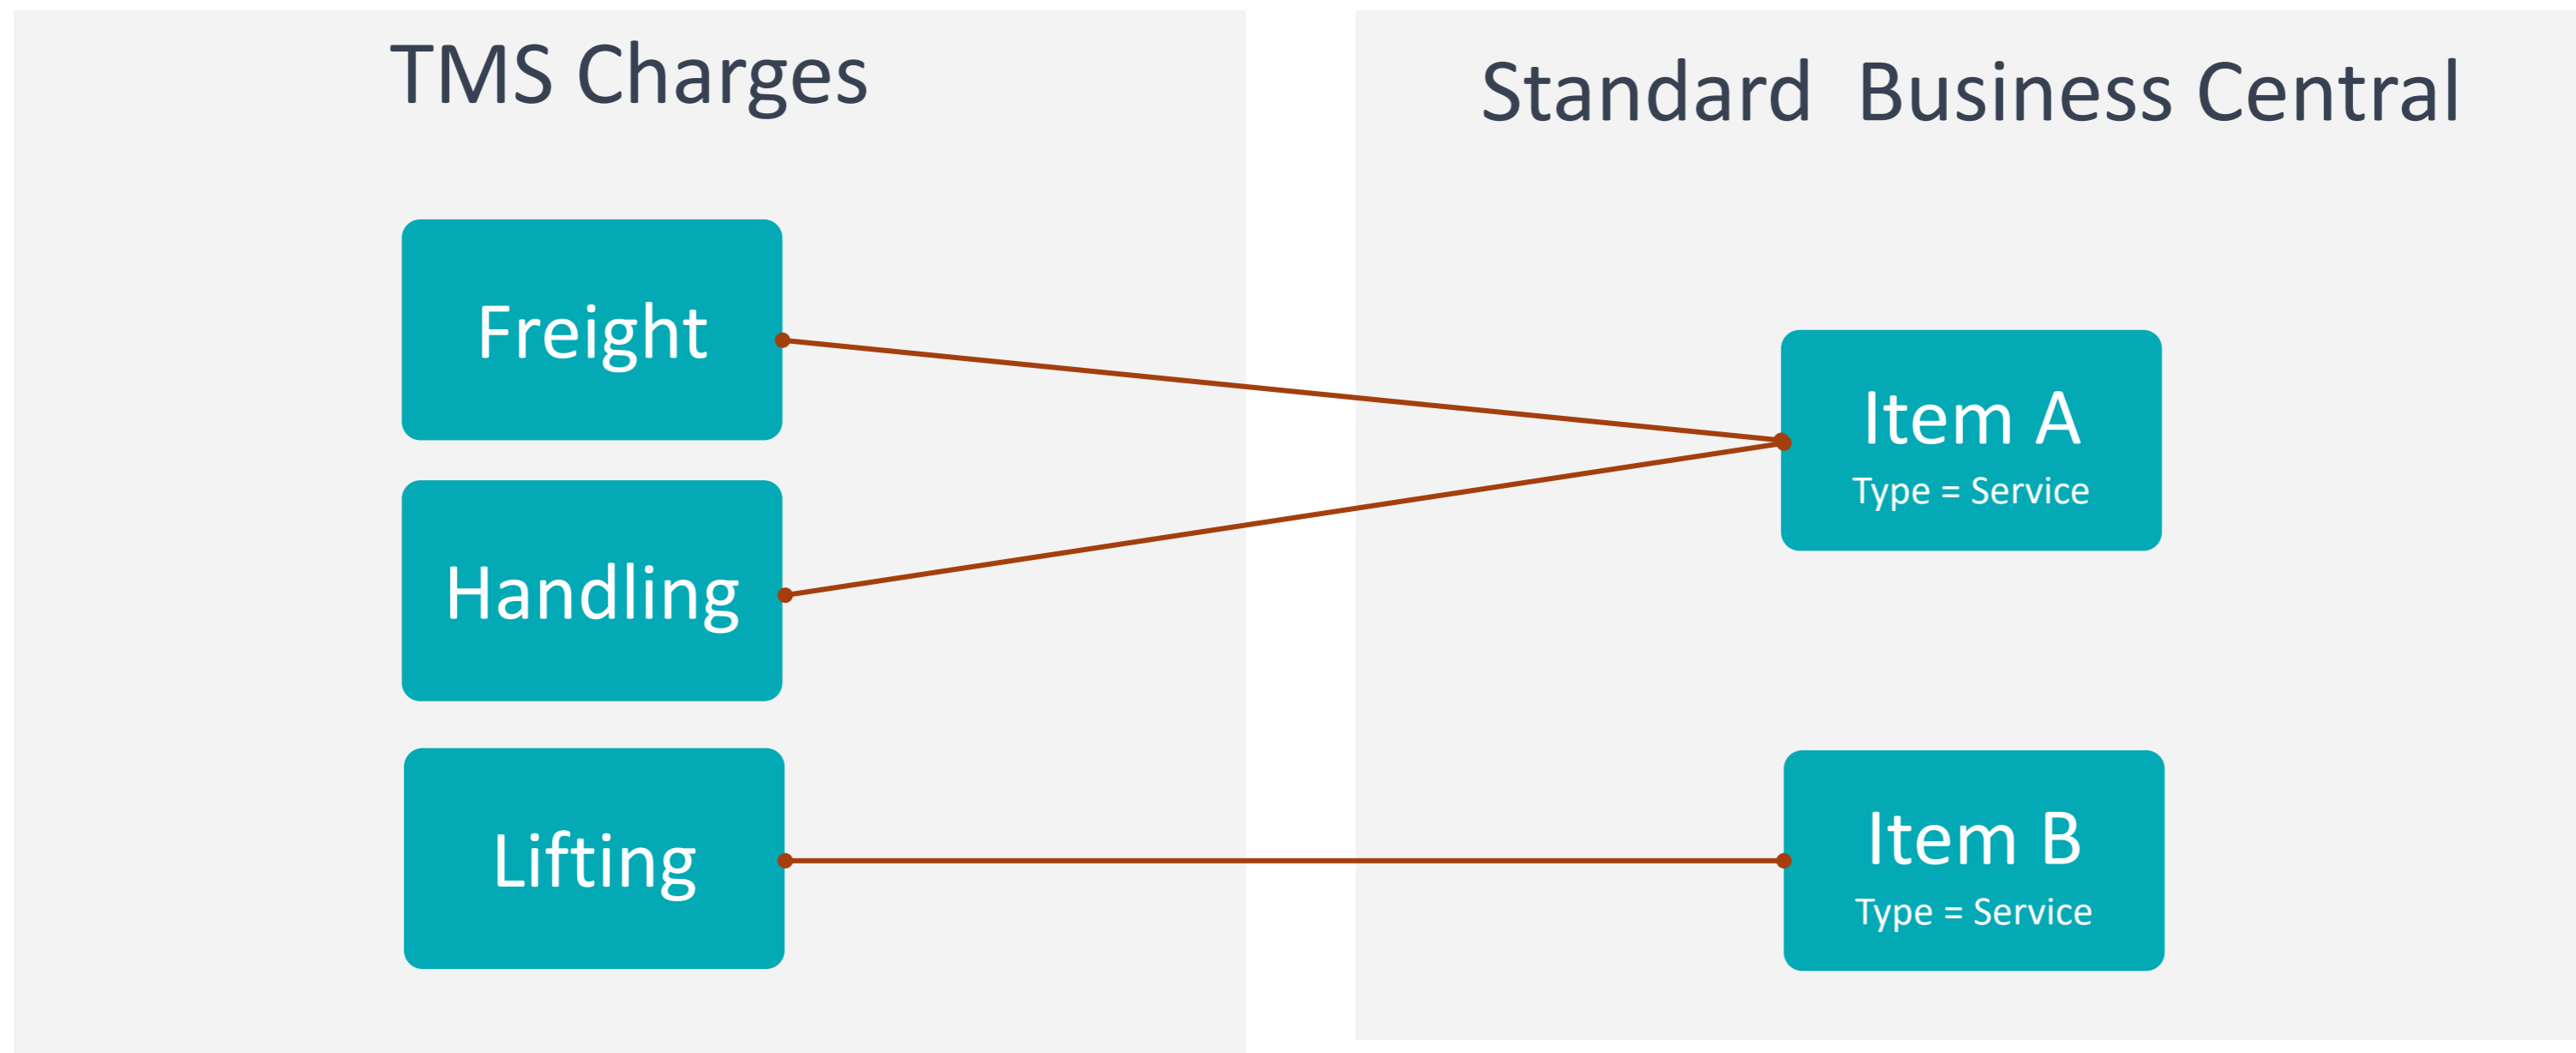 TMS Charges
Freight
Handling
Lifting
Standard  Business Central
Item A
Type = Service
Item B
Type = Service